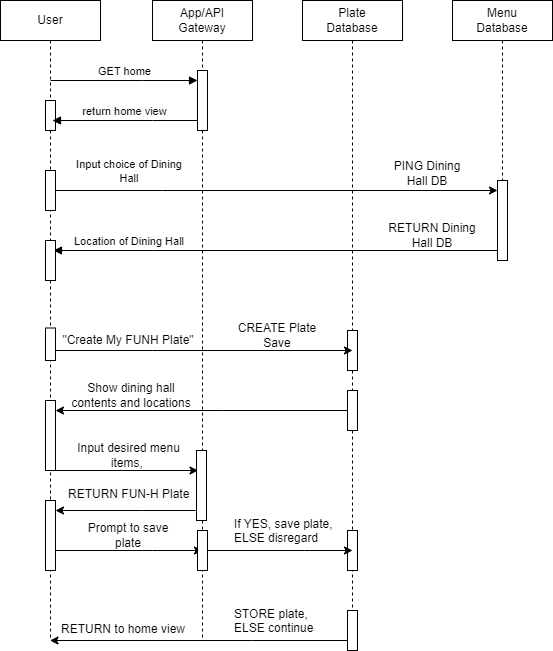 User
App/API
Gateway
Plate
Database
Menu
Database
GET home
return home view
Input choice of Dining
Hall
PING Dining
Hall DB
Location of Dining Hall
RETURN Dining
Hall DB
"Create My FUNH Plate"
CREATE Plate
Save
Show dining hall
contents and locations
Input desired menu
items,
RETURN FUN-H Plate
Prompt to save
plate
If YES, save plate,
ELSE disregard
RETURN to home view
STORE plate,
ELSE continue